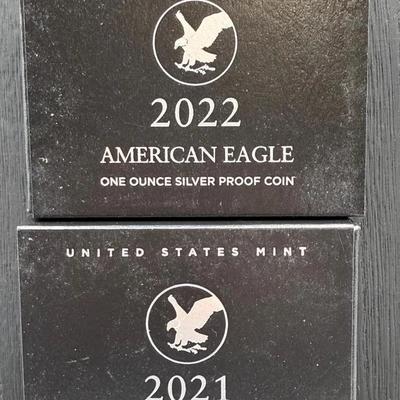 2022
AMERICAN EAGLE
ONE OUNCE SILVER PROOF COIN
UNITED STATES MINT
2021